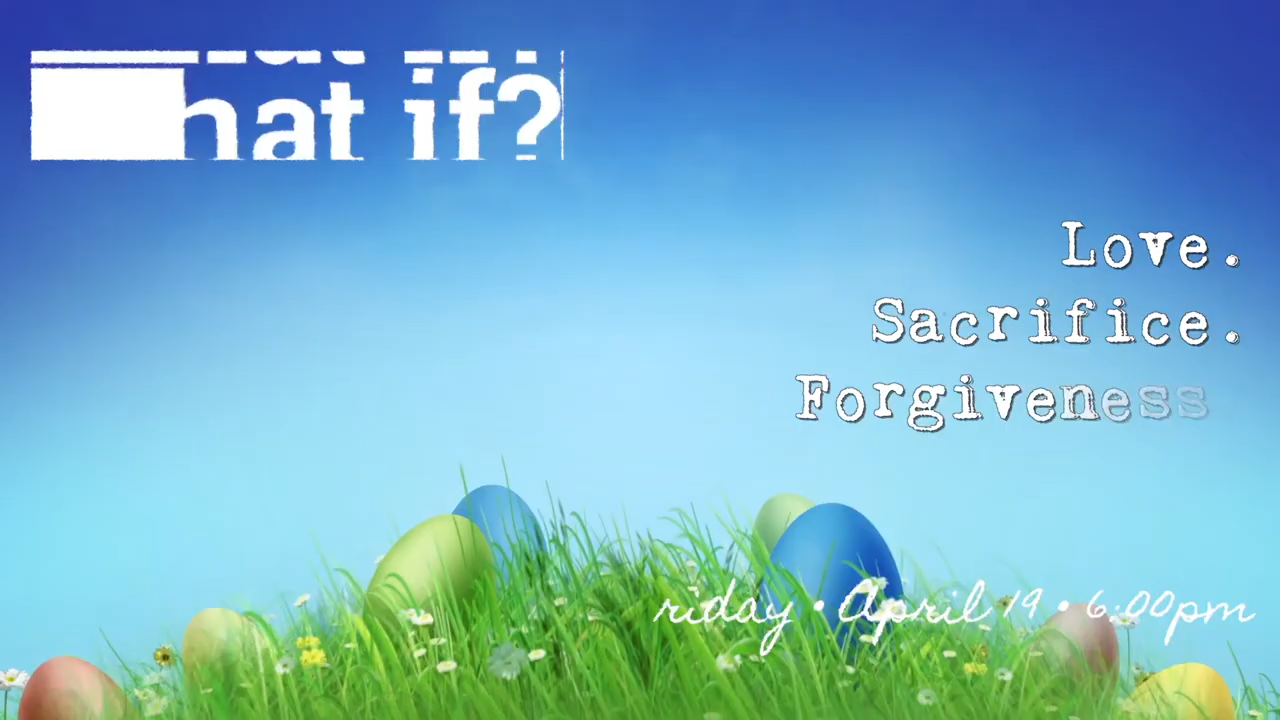 hat if?
Love.
Sacrifice.
Forgiveness
riday • April 19 • 6:00pm